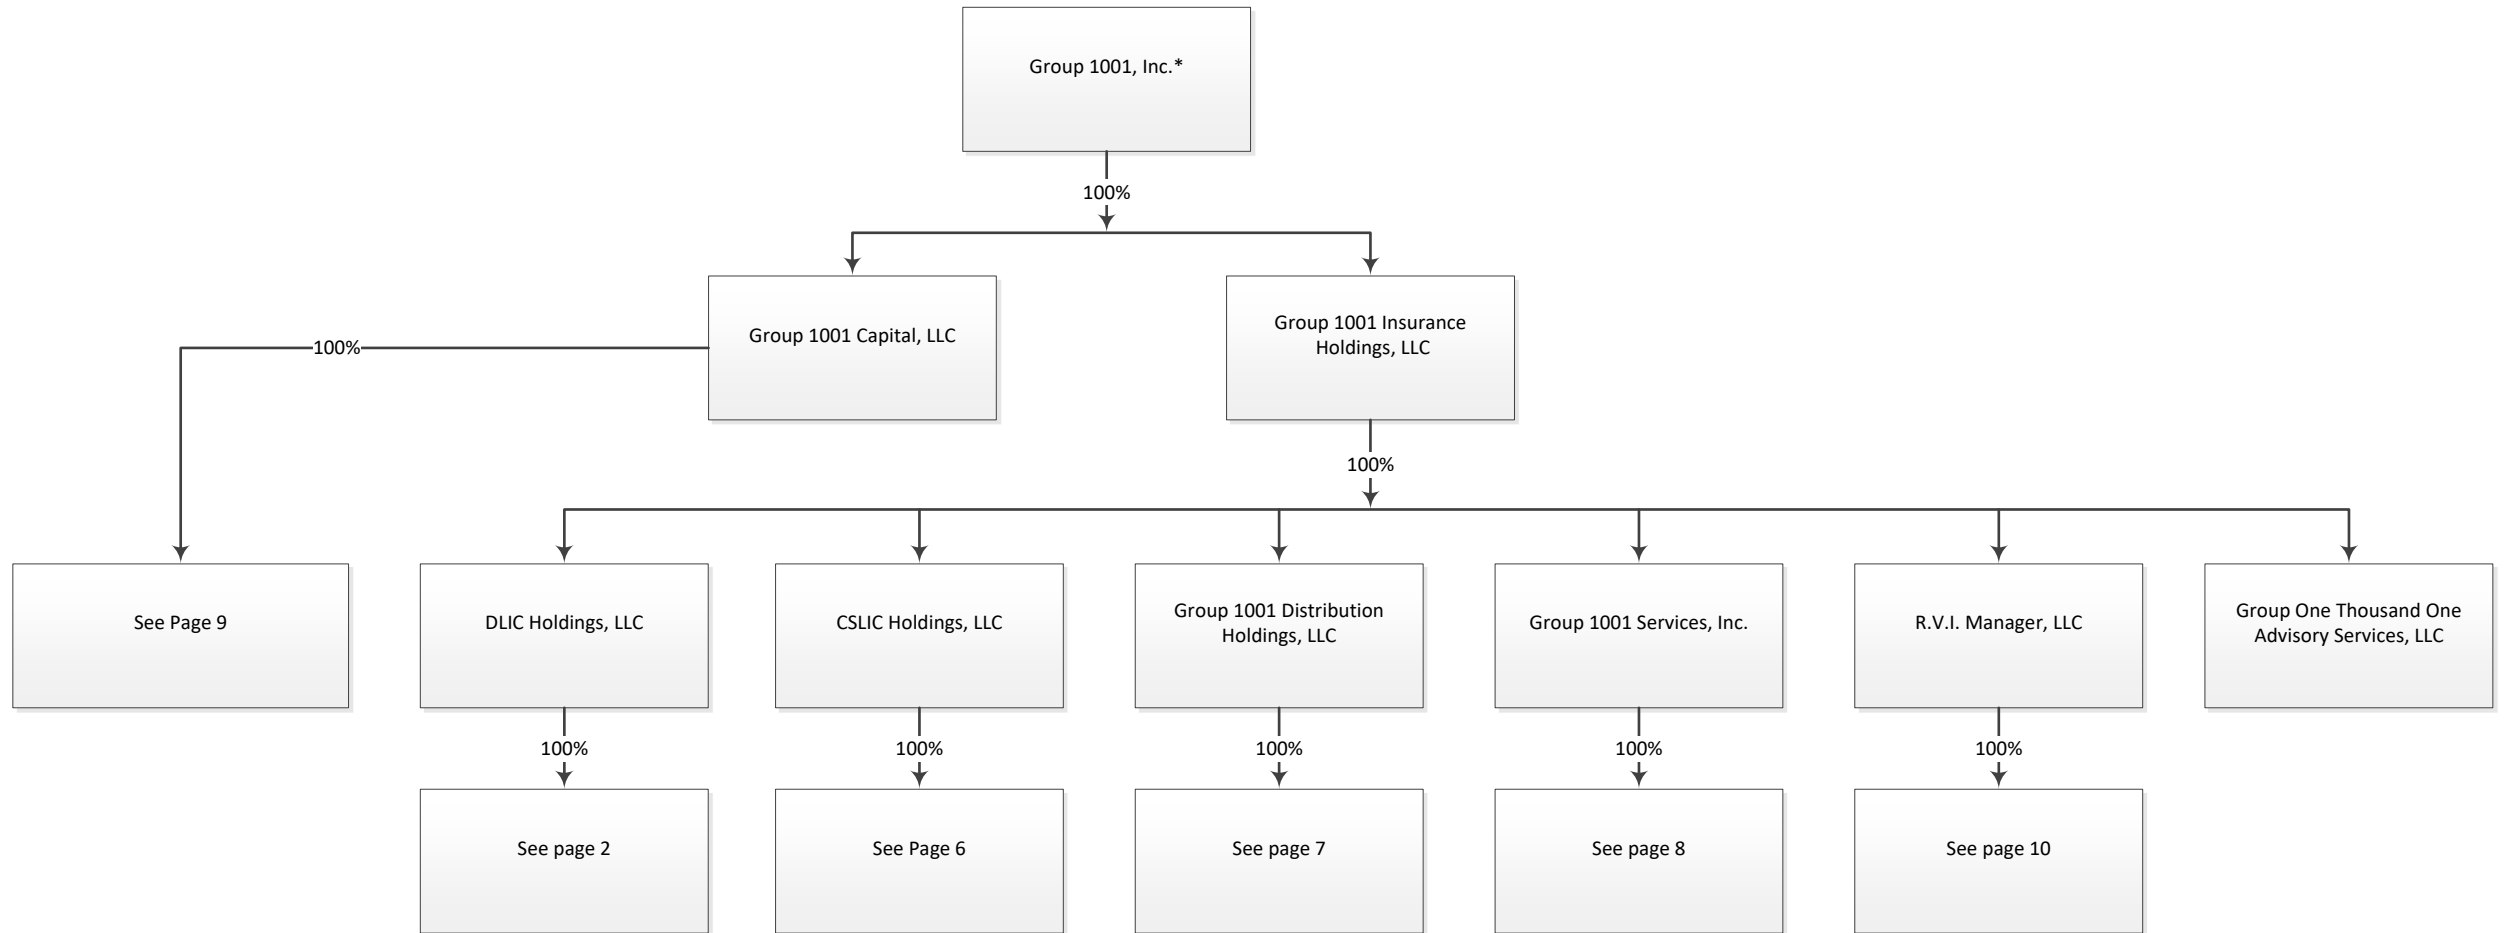 Group 1001, Inc.*
100%
Group 1001 Capital, LLC
Group 1001 Insurance
Holdings, LLC
100%
100%
See Page 9
DLIC Holdings, LLC
CSLIC Holdings, LLC
Group 1001 Distribution
Holdings, LLC
Group 1001 Services, Inc.
R.V.I. Manager, LLC
Group One Thousand One
Advisory Services, LLC
100%
100%
100%
100%
100%
See page 2
See Page 6
See page 7
See page 8
See page 10